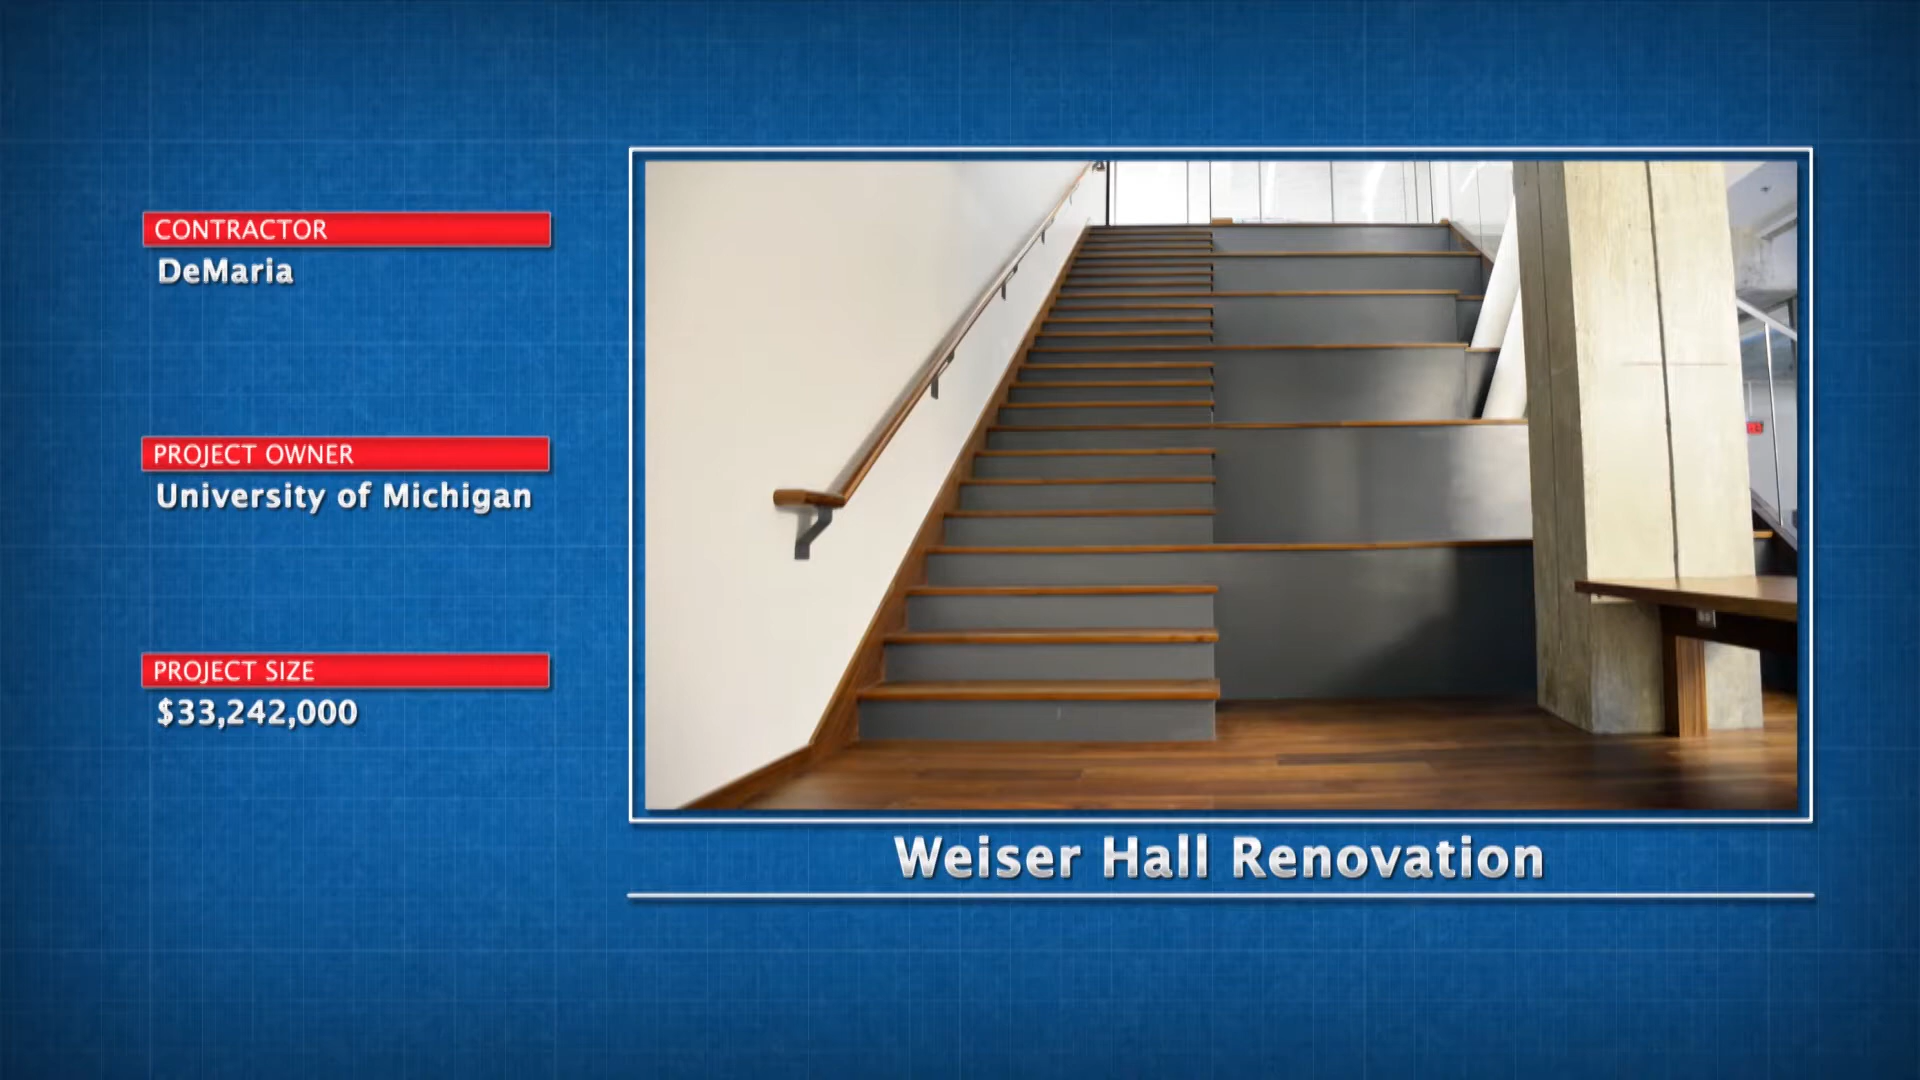 CONTRACTOR
DeMaria
PROJECT OWNER
University of Michigan
PROJECT SIZE
$33,242,000
Weiser Hall Renovation